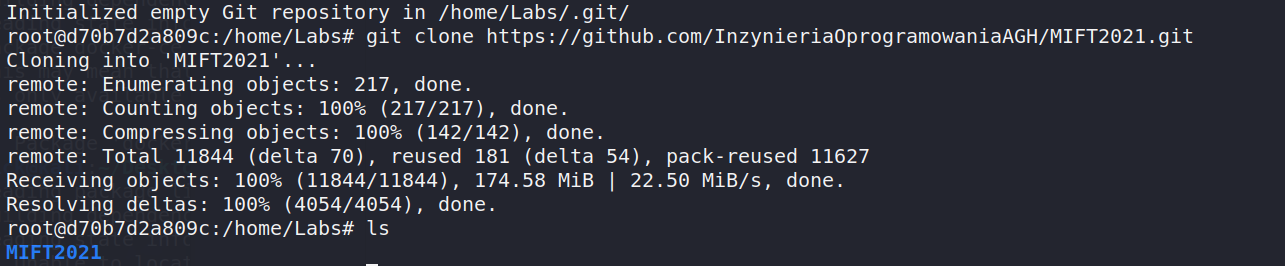 Initialized empty Git repository in /home/Labs/.git/
root@d70b7d2a809c:/home/Labs# git clone https://github.com/InzynieriaOprogramowaniaAGH/MIFT2021.git
Cloning into 'MIFT2021'...
remote: Enumerating objects: 217, done.
remote: Counting objects: 100% (217/217), done.
remote: Compressing objects: 100% (142/142), done.
remote: Total 11844 (delta 70), reused 181 (delta 54), pack-reused 11627
Receiving objects: 100% (11844/11844), 174.58 MiB | 22.50 MiB/s, done.
Resolving deltas: 100% (4054/4054), done.
root@d70b7d2a809c:/home/Labs# ls
MIFT2021